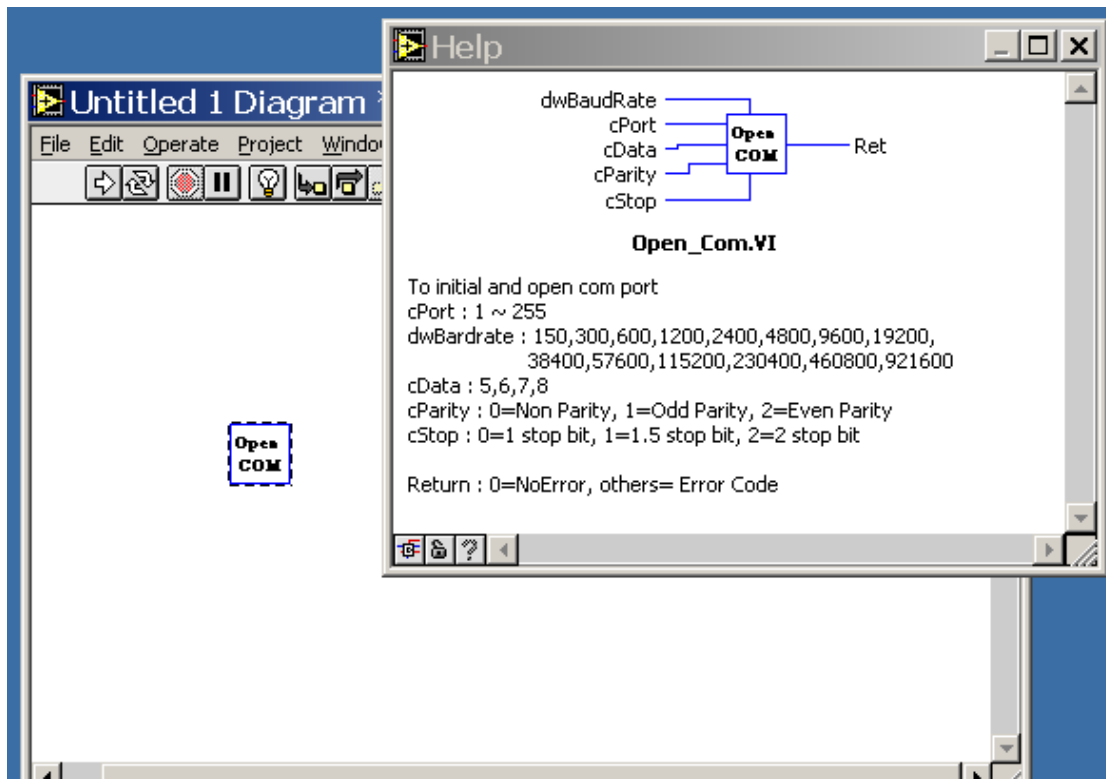 Help
dwBaudRate
cPort
cData
cParity
cStop
Open
COM
Ret
Open_Com.VI
To initial and open com port
cPort : 1 ~ 255
dwBardrate : 150,300,600,1200,2400,4800,9600,19200,
38400,57600,115200,230400,460800,921600
cData : 5,6,7,8
cParity : 0=Non Parity, 1=Odd Parity, 2=Even Parity
cStop : 0=1 stop bit, 1=1.5 stop bit, 2=2 stop bit
Return : 0=NoError, others= Error Code
Untitled 1 Diagram
File Edit Operate Project Windo
Open
COM